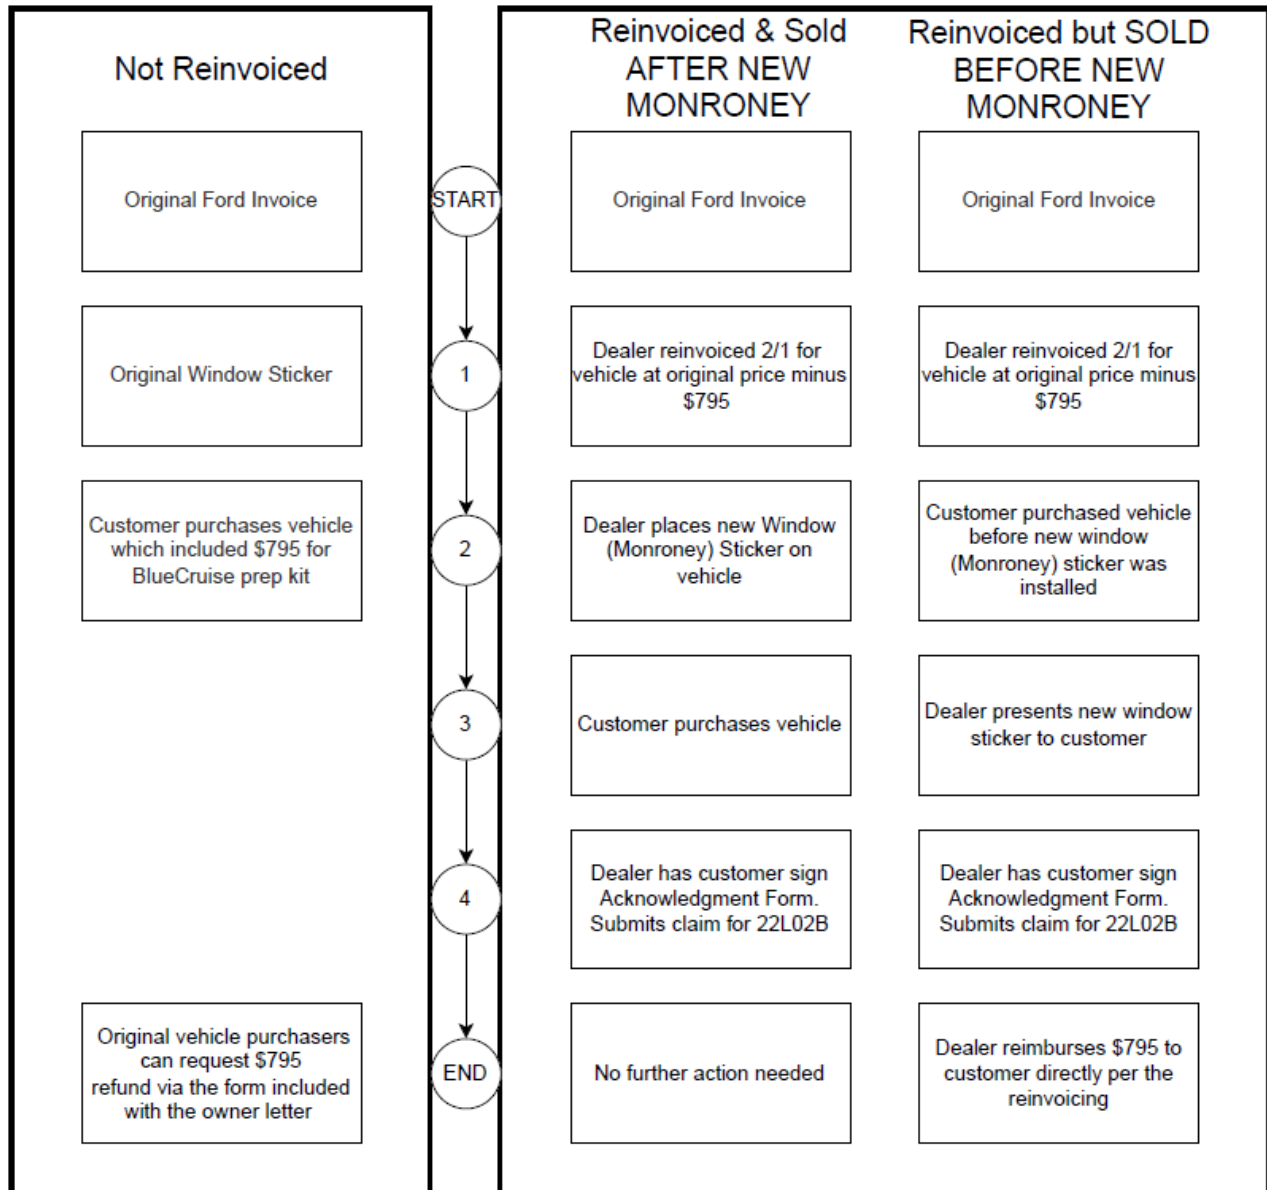 Not Reinvoiced
Reinvoiced & Sold
AFTER NEW
MONRONEY
Reinvoiced but SOLD
BEFORE NEW
MONRONEY
Original Ford Invoice
START
Original Ford Invoice
Original Ford Invoice
Original Window Sticker
1
Dealer reinvoiced 2/1 for
vehicle at original price minus
$795
Dealer reinvoiced 2/1 for
vehicle at original price minus
$795
Customer purchases vehicle
which included $795 for
BlueCruise prep kit
2
Dealer places new Window
(Monroney) Sticker on
vehicle
Customer purchased vehicle
before new window
(Monroney) sticker was
installed
3
Customer purchases vehicle
Dealer presents new window
sticker to customer
4
Dealer has customer sign
Acknowledgment Form.
Submits claim for 22L02B
Dealer has customer sign
Acknowledgment Form.
Submits claim for 22L02B
Original vehicle purchasers
can request $795
refund via the form included
with the owner letter
END
No further action needed
Dealer reimburses $795 to
customer directly per the
reinvoicing